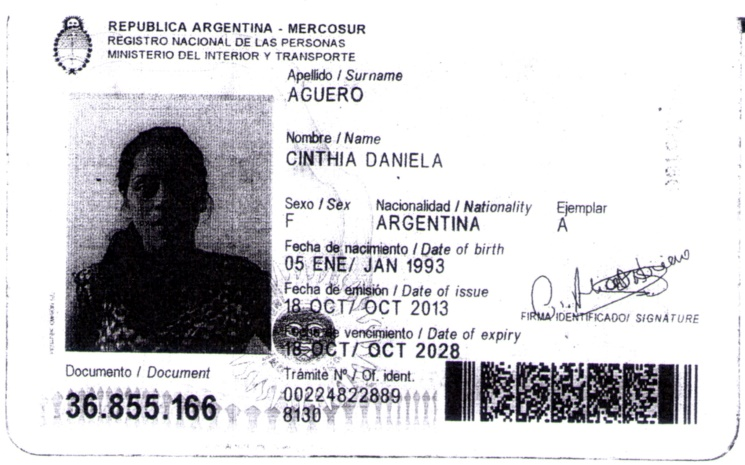 REPUBLICA ARGENTINA - MERCOSUR
REGISTRO NACIONAL DE LAS PERSONAS
MINISTERIO DEL INTERIOR Y TRANSPORTE
Apellido / Surname
AGUERO
Nombre / Name
CINTHIA DANIELA
Sexo / Sex Nacionalidad / Nationality Ejemplar
F ARGENTINA A
Fecha de nacimiento / Date of birth
05 ENE/ JAN 1993
Fecha de emisión / Date of issue
18 OCT/ OCT 2013
FIRMA IDENTIFICADO/ SIGNATURE
Fecha de vencimiento / Date of expiry
18 OCT/ OCT 2028
Documento / Document
36.855.166
Trámite Nº / Of. ident.
00224822889
8130